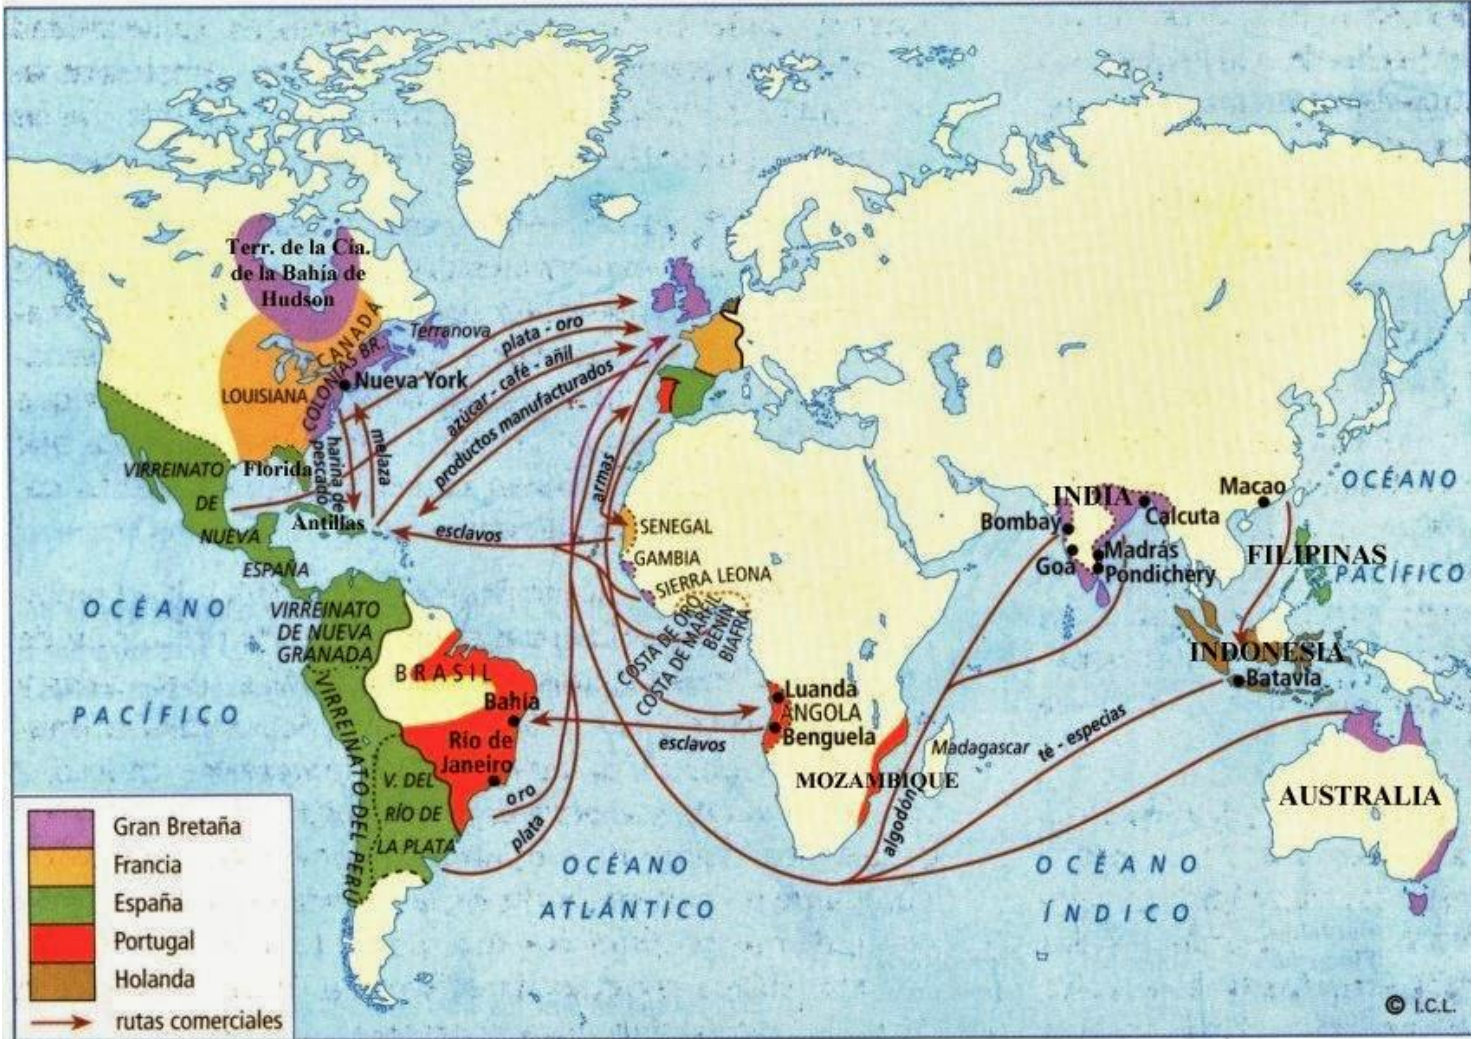 Terr. de la Cía.
de la Bahía de
Hudson
CANADÁ
COLONIAS BR.
Terranova
LOUISIANA
Nueva York
plata - oro
azúcar - café - añil
productos manufacturados
harina de
pescado
melaza
VIRREINATO
DE
NUEVA
ESPAÑA
Florida
Antillas
esclavos
armas
SENEGAL
GAMBIA
SIERRA LEONA
COSTA DE ORO
COSTA DE MARFIL
BENÍN
BIAFRA
INDIA
Bombay
Calcuta
Goa
Madrás
Pondichery
Macao
FILIPINAS
OCÉANO
PACÍFICO
INDONESIA
Batavia
OCÉANO
PACÍFICO
VIRREINATO
DE NUEVA
GRANADA
BRASIL
Bahía
Río de
Janeiro
VIRREINATO DEL PERÚ
V. DEL
RÍO DE
LA PLATA
oro
plata
esclavos
Luanda
ANGOLA
Benguela
MOZAMBIQUE
Madagascar
algodón
té - especias
AUSTRALIA
OCÉANO
ATLÁNTICO
OCÉANO
ÍNDICO
Gran Bretaña
Francia
España
Portugal
Holanda
rutas comerciales
© I.C.L.